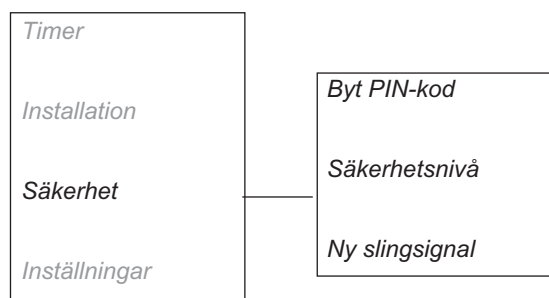 Timer
Installation
Säkerhet
Inställningar
Byt PIN-kod
Säkerhetsnivå
Ny slingsignal